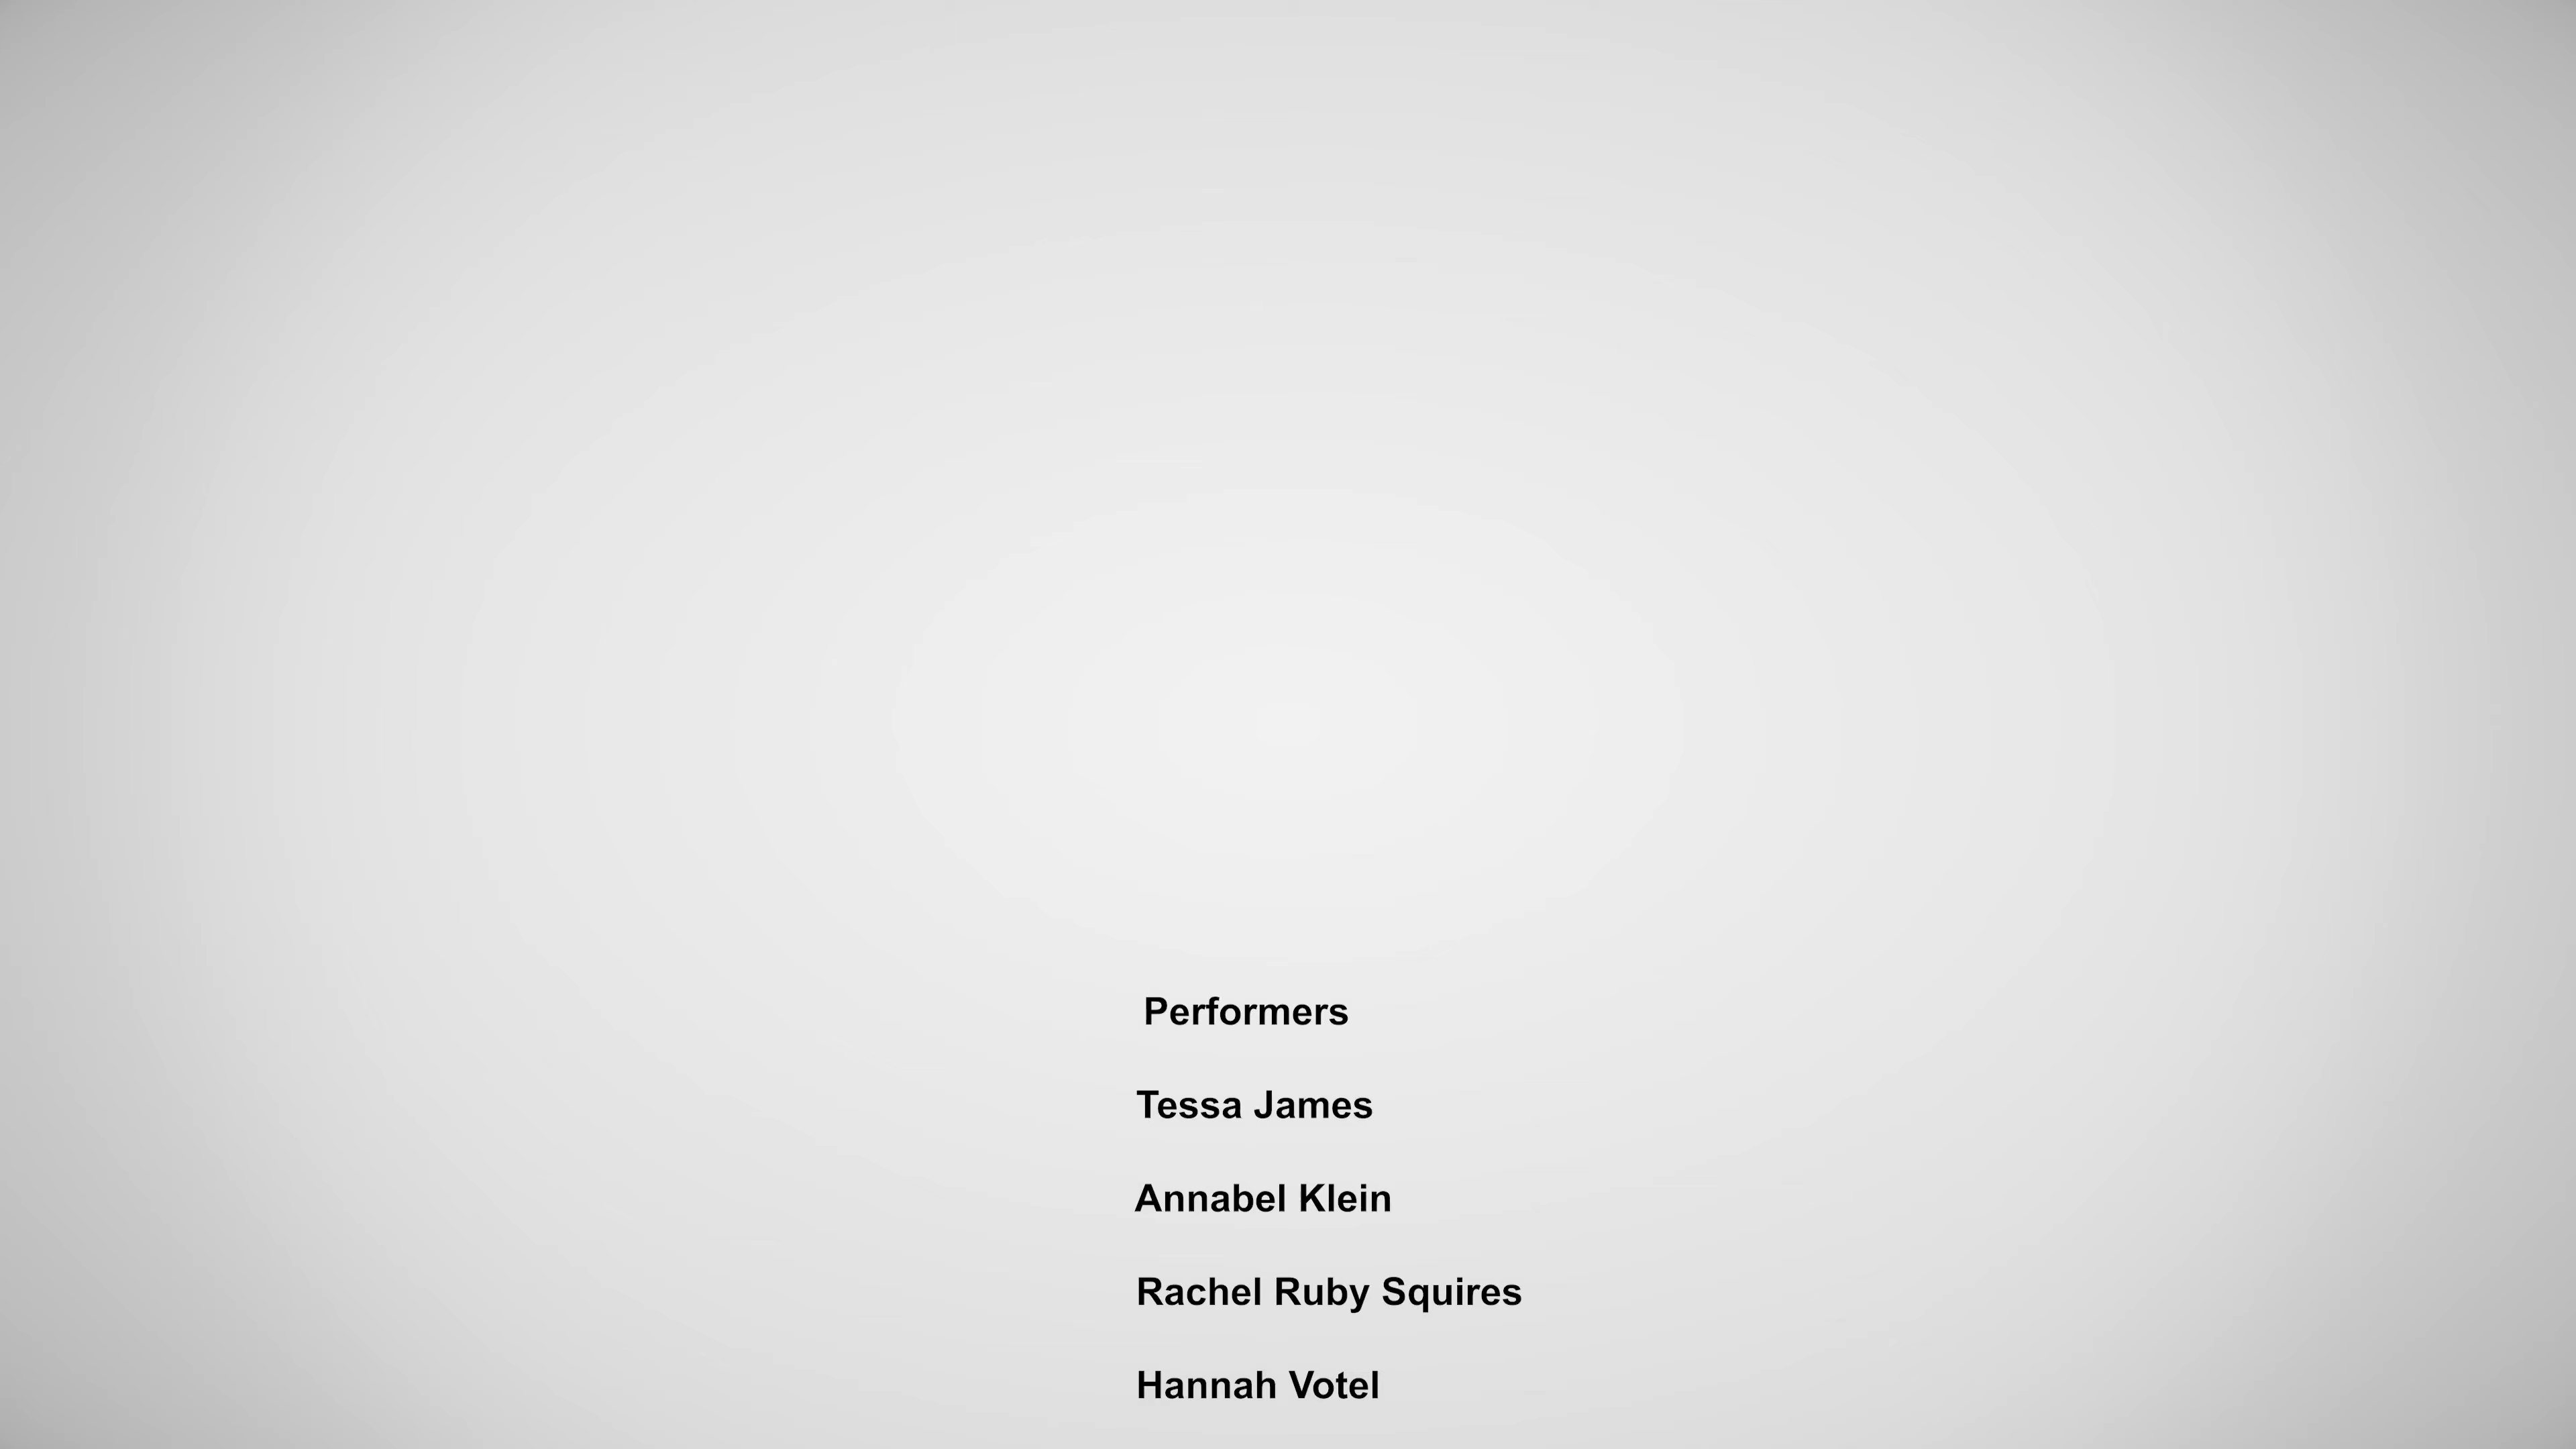 Performers
Tessa James
Annabel Klein
Rachel Ruby Squires
Hannah Votel